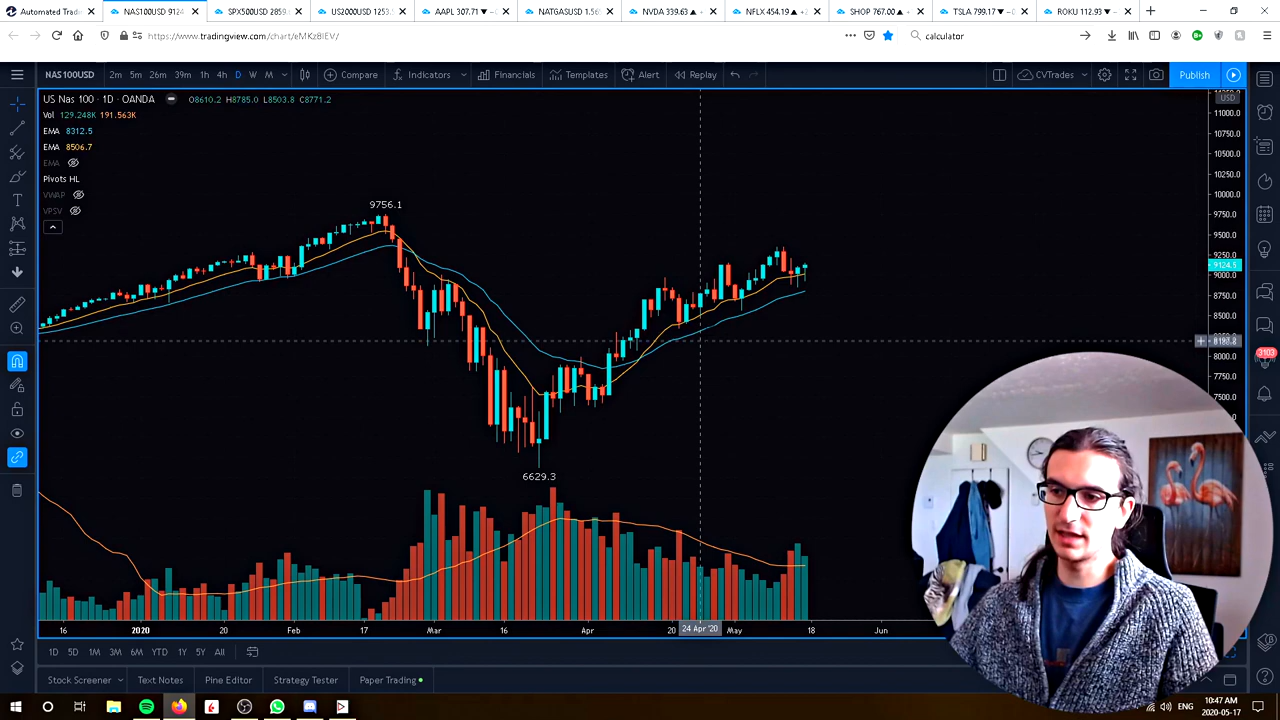 Automated Trad
NAS100USD 9124
SPX500USD 2859.
US2000USD 1253.
AAPL 307.71 ▼
NATGASUSD 1.56
NVDA 339.63 ▲
NFLX 454.19 ▲
SHOP 767.00 ▲
TSLA 799.17 ▼
ROKU 112.93 ▼
https://www.tradingview.com/chart/eMKz8IEV/
calculator
NAS100USD 2m 5m 26m 39m 1h 4h D W M Compare Indicators Financials Templates Alert Replay CVTrades Publish
US Nas 100 · 1D · OANDA
O8610.2 H8785.0 L8503.8 C8771.2
USD
Vol 129.248K 191.563K
EMA 8312.5
EMA 8506.7
EMA
Pivots HL
VWAP
VPSV
11000.0
10750.0
10500.0
10250.0
10000.0
9750.0
9500.0
9124.5
9000.0
8750.0
8500.0
8000.0
7750.0
7500.0
9756.1
6629.3
3103
16 2020 20 Feb 17 Mar 16 Apr 20 24 Apr '20 May 18 Jun
1D 5D 1M 3M 6M YTD 1Y 5Y All
Stock Screener Text Notes Pine Editor Strategy Tester Paper Trading
ENG
10:47 AM
2020-05-17